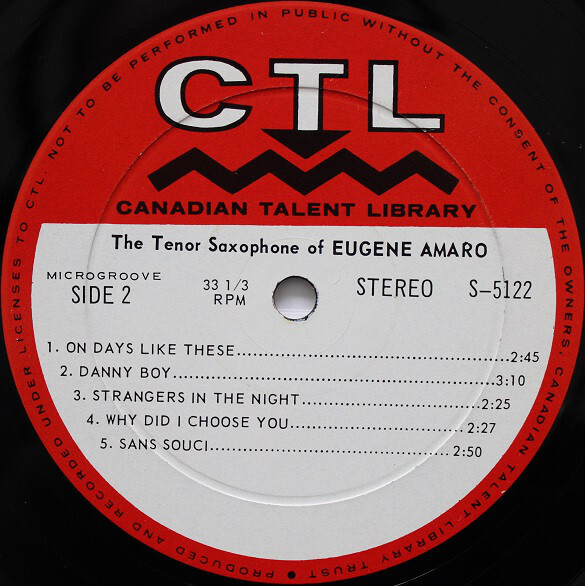 PRODUCED AND RECORDED UNDER LICENSES TO CTL. NOT TO BE PERFORMED IN PUBLIC WITHOUT THE CONSENT OF THE OWNERS, CANADIAN TALENT LIBRARY TRUST
CTL
CANADIAN TALENT LIBRARY
The Tenor Saxophone of EUGENE AMARO
MICROGROOVE 33 1/3 STEREO S-5122
SIDE 2 RPM
1. ON DAYS LIKE THESE..........2:45
2. DANNY BOY..........3:10
3. STRANGERS IN THE NIGHT..........2:25
4. WHY DID I CHOOSE YOU..........2:27
5. SANS SOUCI..........2:50